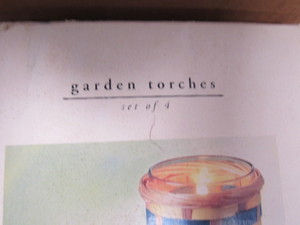 garden torches
set of 4